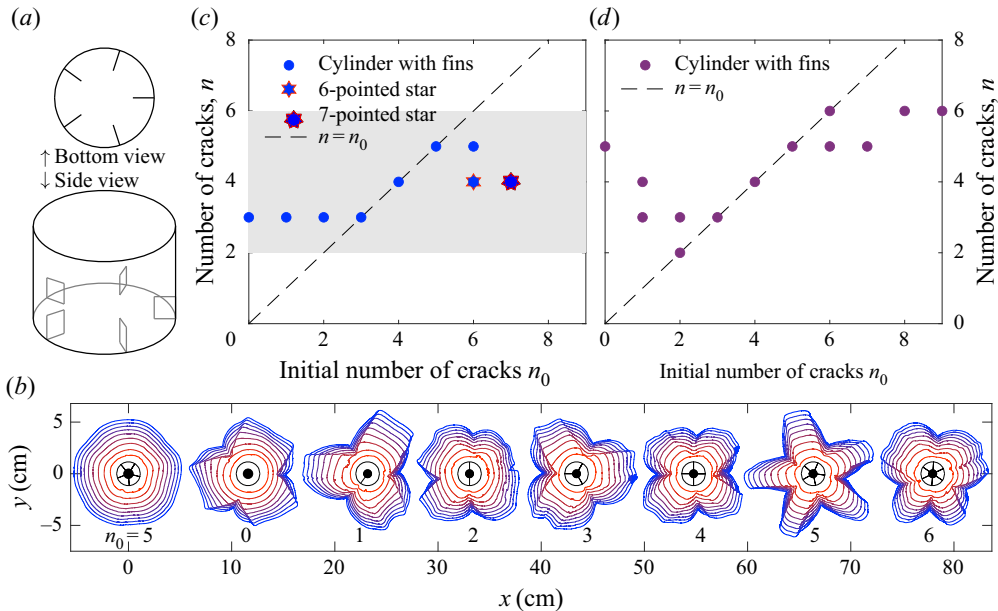 (a)
↑ Bottom view
↓ Side view
(c)
8
6
4
2
0
Number of cracks, n
Cylinder with fins
6-pointed star
7-pointed star
n = n0
2
4
6
8
Initial number of cracks n0
(d)
Cylinder with fins
n = n0
8
6
4
2
0
Number of cracks, n
0
2
4
6
8
Initial number of cracks n0
(b)
5
0
−5
y (cm)
n0 = 5
0
1
2
3
4
5
6
0
10
20
30
40
50
60
70
80
x (cm)